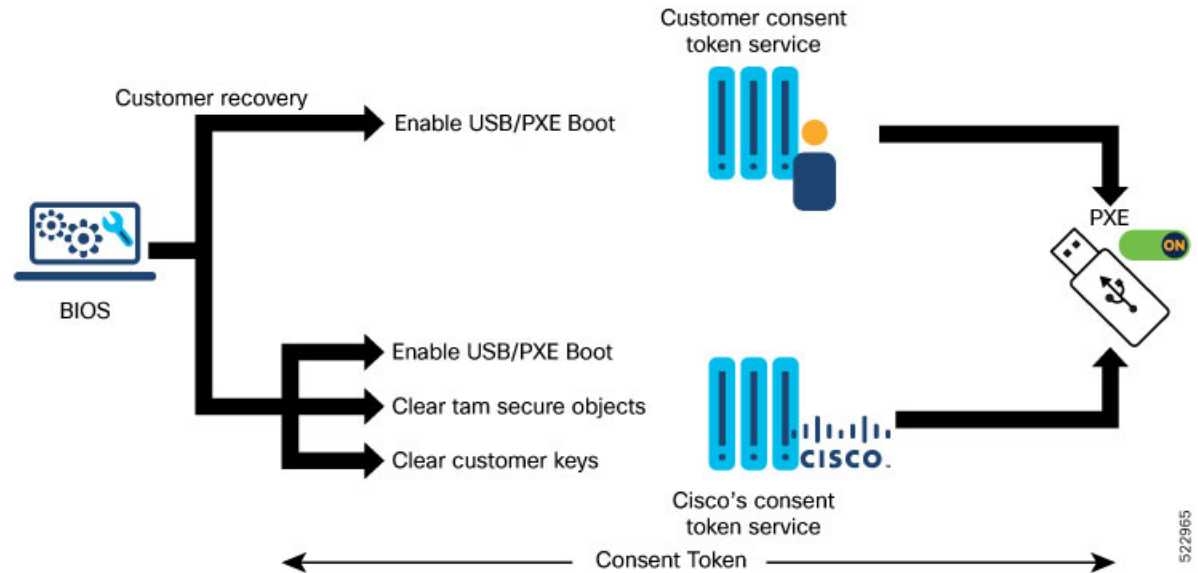 Customer consent
token service
Customer recovery
Enable USB/PXE Boot
PXE
ON
BIOS
Enable USB/PXE Boot
Clear tam secure objects
Clear customer keys
CISCO
Cisco's consent
token service
Consent Token
522965